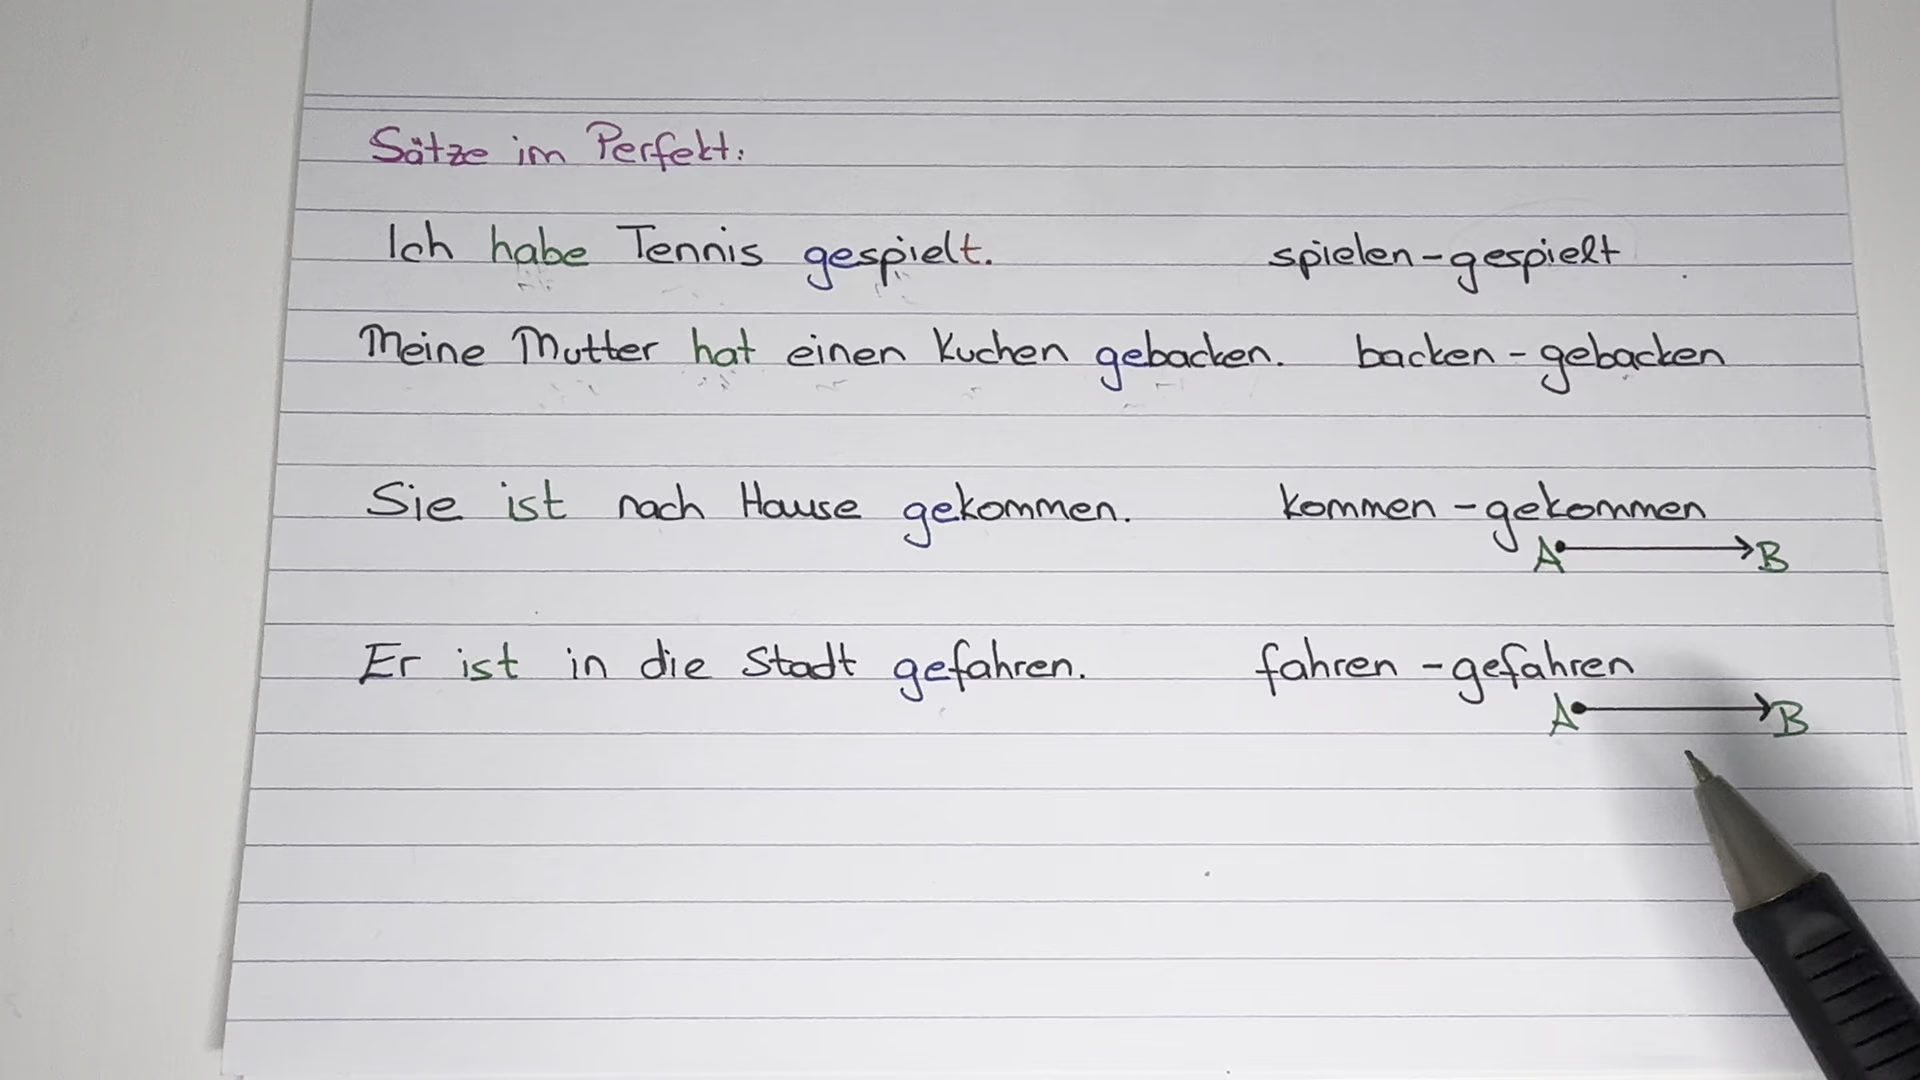 Sätze im Perfekt:
Ich habe Tennis gespielt. spielen-gespielt
Meine Mutter hat einen Kuchen gebacken. backen - gebacken
Sie ist nach Hause gekommen. kommen - gekommen
A B
Er ist in die Stadt gefahren. fahren - gefahren
A B